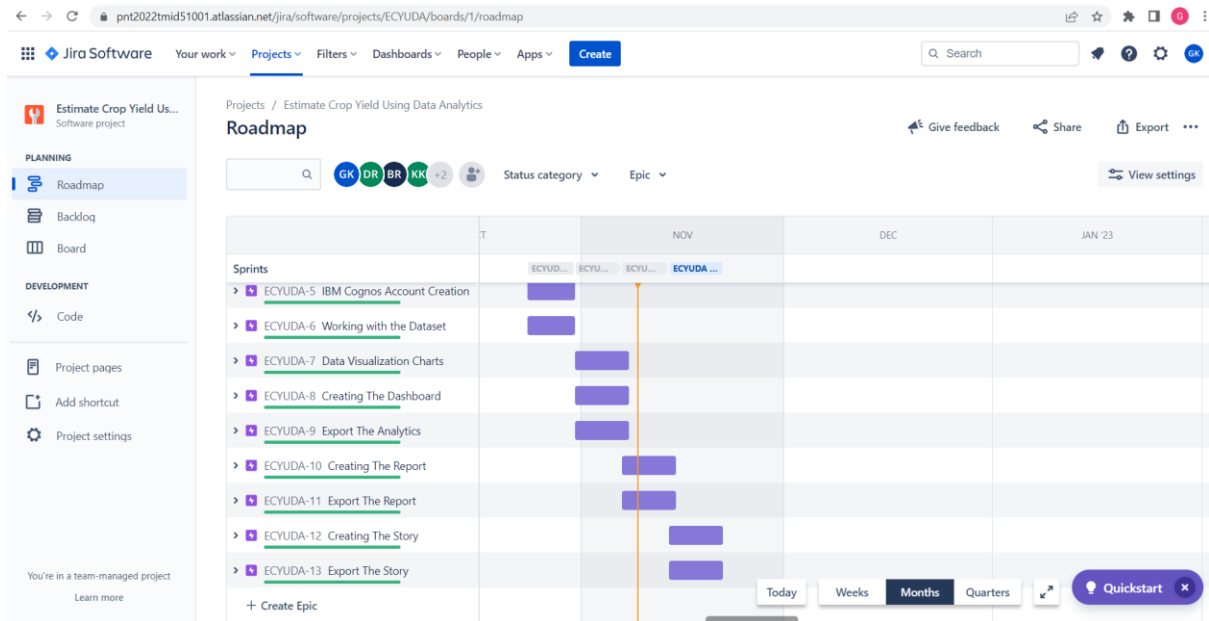 pnt2022tmid51001.atlassian.net/jira/software/projects/ECYUDA/boards/1/roadmap
G
Jira Software Your work Projects Filters Dashboards People Apps Create Search GK
Estimate Crop Yield Us...
Software project
PLANNING
Roadmap
Backlog
Board
DEVELOPMENT
Code
Project pages
Add shortcut
Project settings
You're in a team-managed project
Learn more
Projects / Estimate Crop Yield Using Data Analytics
Roadmap
Give feedback Share Export
GK DR BR KK +2 Status category Epic View settings
T NOV DEC JAN '23
Sprints ECYUD... ECYU... ECYU... ECYUDA ...
ECYUDA-5 IBM Cognos Account Creation
ECYUDA-6 Working with the Dataset
ECYUDA-7 Data Visualization Charts
ECYUDA-8 Creating The Dashboard
ECYUDA-9 Export The Analytics
ECYUDA-10 Creating The Report
ECYUDA-11 Export The Report
ECYUDA-12 Creating The Story
ECYUDA-13 Export The Story
+ Create Epic
Today Weeks Months Quarters Quickstart